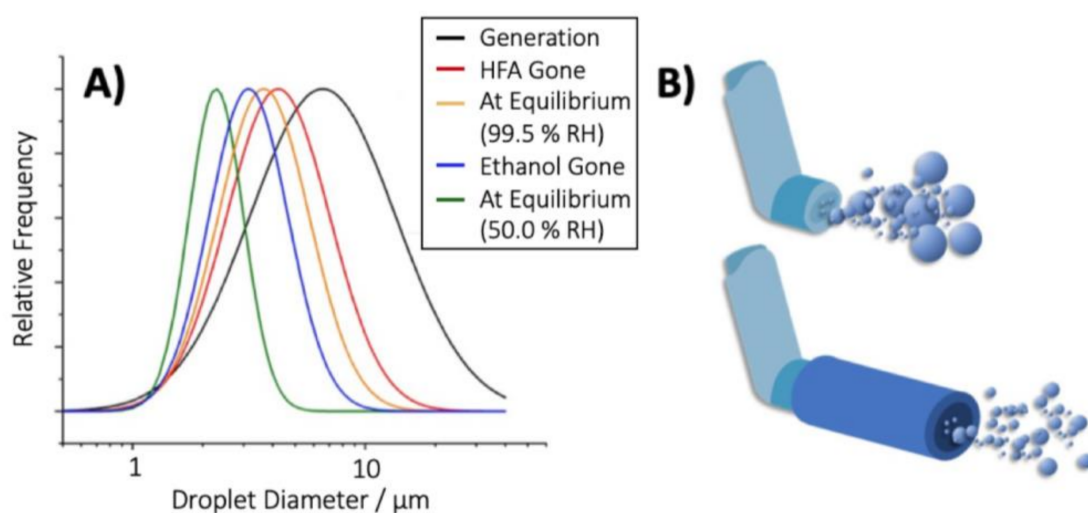 A)
Generation
HFA Gone
At Equilibrium
(99.5 % RH)
Ethanol Gone
At Equilibrium
(50.0 % RH)
B)
Relative Frequency
1
10
Droplet Diameter / µm